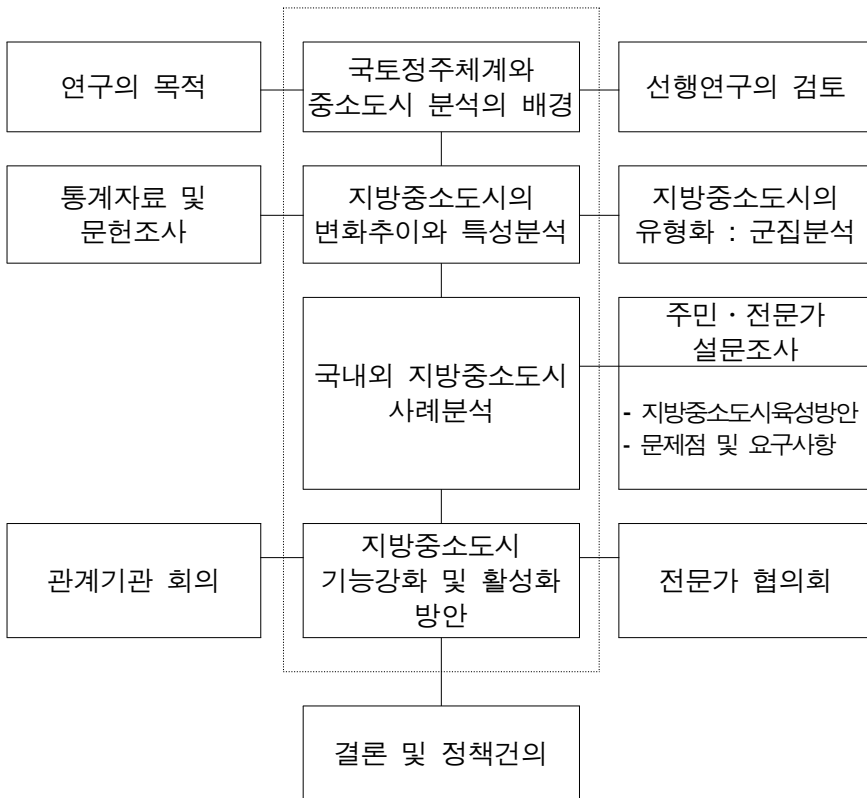 연구의 목적
국토정주체계와
중소도시 분석의 배경
선행연구의 검토
통계자료 및
문헌조사
지방중소도시의
변화추이와 특성분석
지방중소도시의
유형화 : 군집분석
국내외 지방중소도시
사례분석
주민 · 전문가
설문조사
- 지방중소도시육성방안
- 문제점 및 요구사항
관계기관 회의
지방중소도시
기능강화 및 활성화
방안
전문가 협의회
결론 및 정책건의